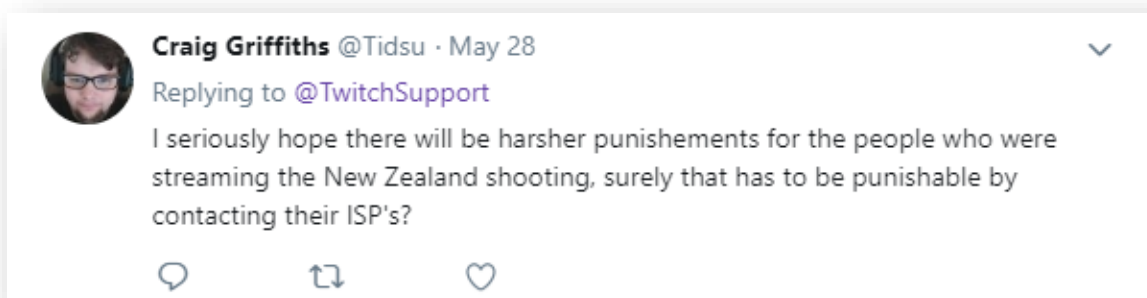 Craig Griffiths @Tidsu · May 28
Replying to @TwitchSupport
I seriously hope there will be harsher punishements for the people who were
streaming the New Zealand shooting, surely that has to be punishable by
contacting their ISP's?